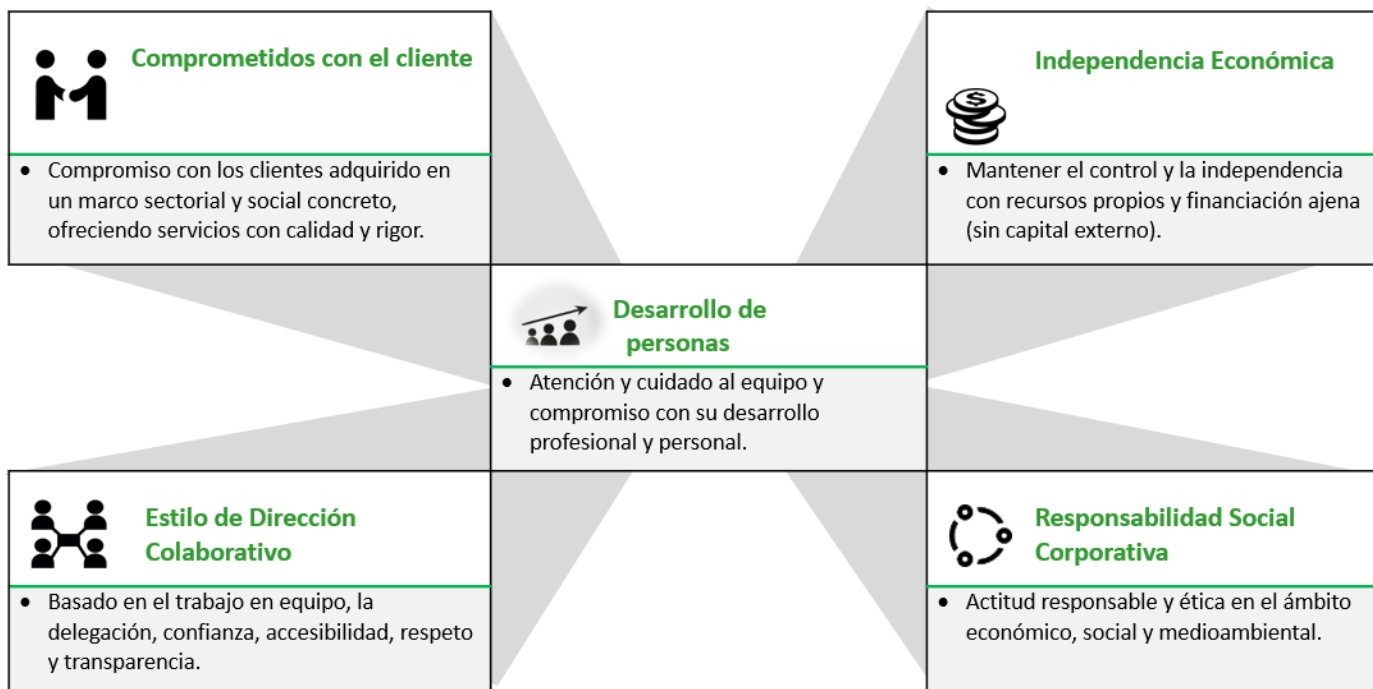 Comprometidos con el cliente
• Compromiso con los clientes adquirido en
un marco sectorial y social concreto,
ofreciendo servicios con calidad y rigor.
Independencia Económica
$
• Mantener el control y la independencia
con recursos propios y financiación ajena
(sin capital externo).
Desarrollo de
personas
• Atención y cuidado al equipo y
compromiso con su desarrollo
profesional y personal.
Estilo de Dirección
Colaborativo
• Basado en el trabajo en equipo, la
delegación, confianza, accesibilidad, respeto
y transparencia.
Responsabilidad Social
Corporativa
• Actitud responsable y ética en el ámbito
económico, social y medioambiental.